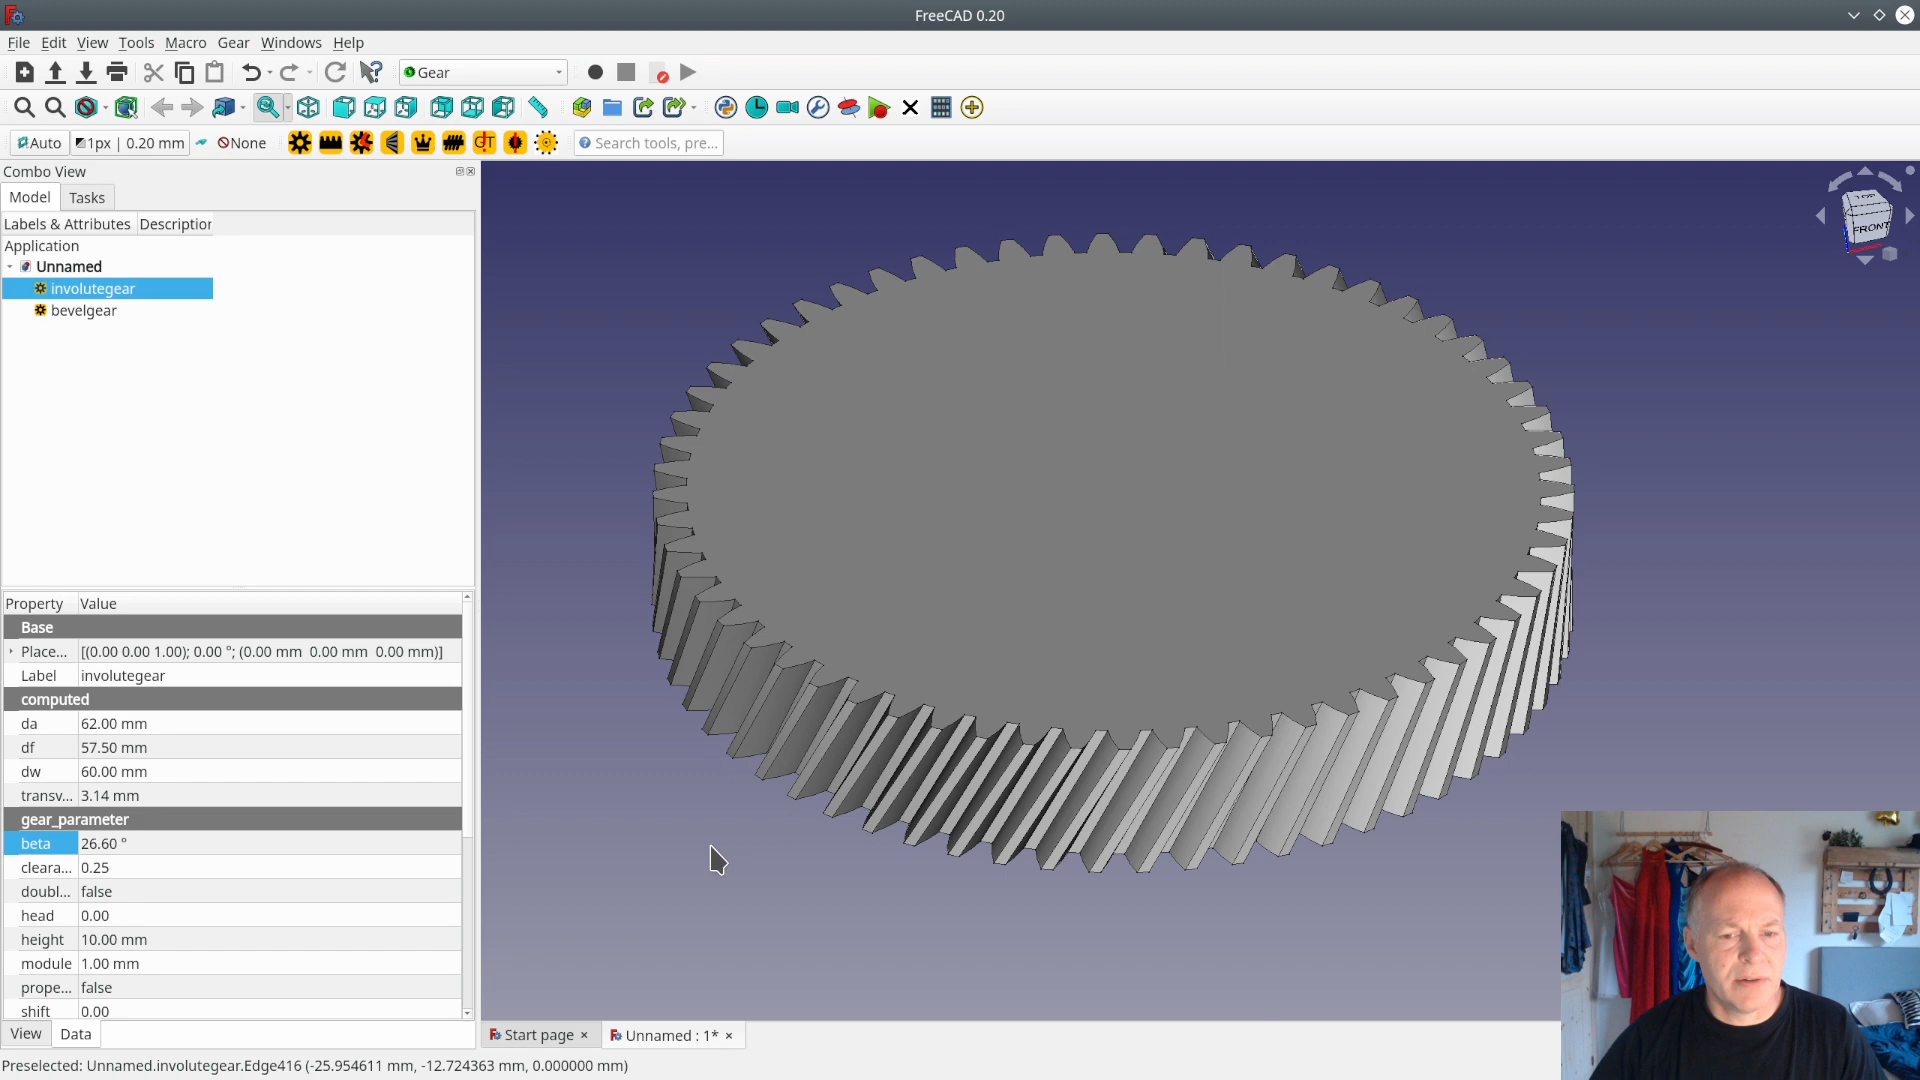 FreeCAD 0.20
File Edit View Tools Macro Gear Windows Help
Gear
Auto 1px | 0.20 mm None Search tools, pre...
Combo View
Model Tasks
Labels & Attributes Description
Application
Unnamed
involutegear
bevelgear
Property Value
Base
Place... [(0.00 0.00 1.00); 0.00 °; (0.00 mm 0.00 mm 0.00 mm)]
Label involutegear
computed
da 62.00 mm
df 57.50 mm
dw 60.00 mm
transv... 3.14 mm
gear_parameter
beta 26.60 °
cleara... 0.25
doubl... false
head 0.00
height 10.00 mm
module 1.00 mm
prope... false
shift 0.00
View Data
Start page Unnamed : 1*
Preselected: Unnamed.involutegear.Edge416 (-25.954611 mm, -12.724363 mm, 0.000000 mm)
TOP
FRONT